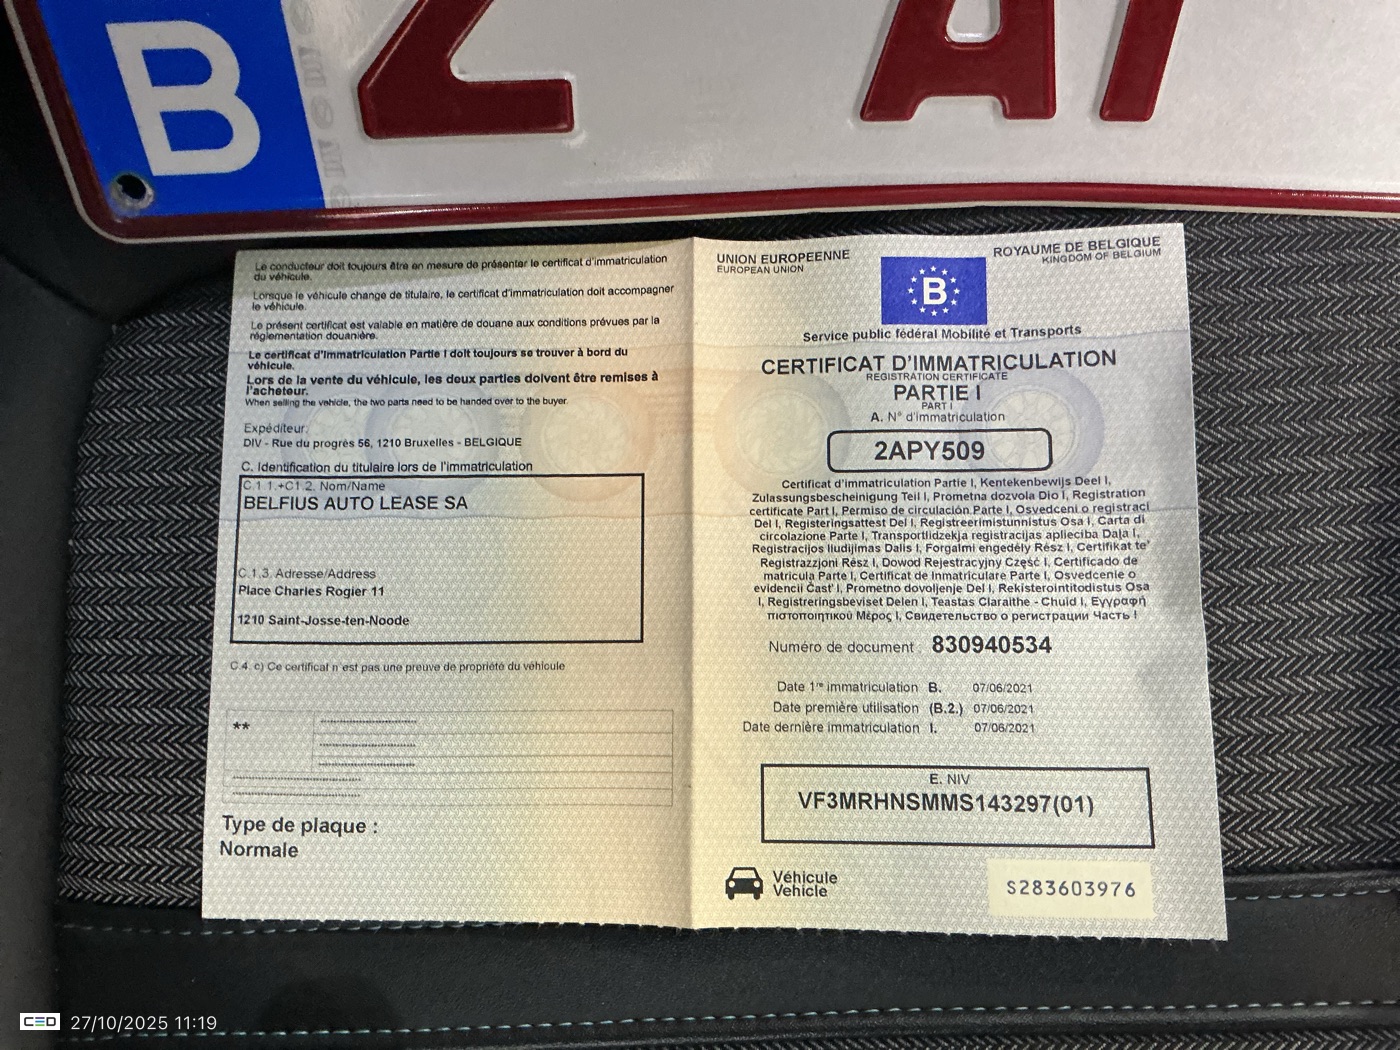 B
2 AP
Le conducteur doit toujours être en mesure de présenter le certificat d'immatriculation
du véhicule.
Lorsque le véhicule change de titulaire, le certificat d'immatriculation doit accompagner
le véhicule.
Le présent certificat est valable en matière de douane aux conditions prévues par la
réglementation douanière.
Le certificat d'Immatriculation Partie I doit toujours se trouver à bord du
véhicule.
Lors de la vente du véhicule, les deux parties doivent être remises à
l'acheteur.
When selling the vehicle, the two parts need to be handed over to the buyer.
Expéditeur:
DIV - Rue du progrès 56, 1210 Bruxelles - BELGIQUE
C. Identification du titulaire lors de l'immatriculation
C.1.1.+C1.2. Nom/Name
BELFIUS AUTO LEASE SA
C.1.3. Adresse/Address
Place Charles Rogier 11
1210 Saint-Josse-ten-Noode
C.4. c) Ce certificat n'est pas une preuve de propriété du véhicule
**
Type de plaque :
Normale
UNION EUROPEENNE
EUROPEAN UNION
ROYAUME DE BELGIQUE
KINGDOM OF BELGIUM
B
Service public fédéral Mobilité et Transports
CERTIFICAT D'IMMATRICULATION
REGISTRATION CERTIFICATE
PARTIE I
PART I
A. N° d'immatriculation
2APY509
Certificat d'immatriculation Partie I, Kentekenbewijs Deel I,
Zulassungsbescheinigung Teil I, Prometna dozvola Dio I, Registration
certificate Part I, Permiso de circulación Parte I, Osvedceni o registraci
Del I, Registeringsattest Del I, Registreerimistunnistus Osa I, Carta di
circolazione Parte I, Transportlidzekja registracijas aplieciba Daļa I,
Registracijos liudijimas Dalis I, Forgalmi engedély Rész I, Certifikat te'
Registrazzjoni Rész I, Dowod Rejestracyjny Część I, Certificado de
matricula Parte I, Certificat de Inmatriculare Parte I, Osvedcenie o
evidencii Časť I, Prometno dovoljenje Del I, Rekisterointitodistus Osa
I, Registreringsbeviset Delen I, Teastas Claraithe - Chuid I, Εγγραφή
πιστοποιητικού Μέρος I, Свидетельство о регистрации Часть I
Numéro de document : 830940534
Date 1re immatriculation B. 07/06/2021
Date première utilisation (B.2.) 07/06/2021
Date dernière immatriculation I. 07/06/2021
E. NIV
VF3MRHNSMMS143297(01)
Véhicule
Vehicle
S283603976
CED 27/10/2025 11:19